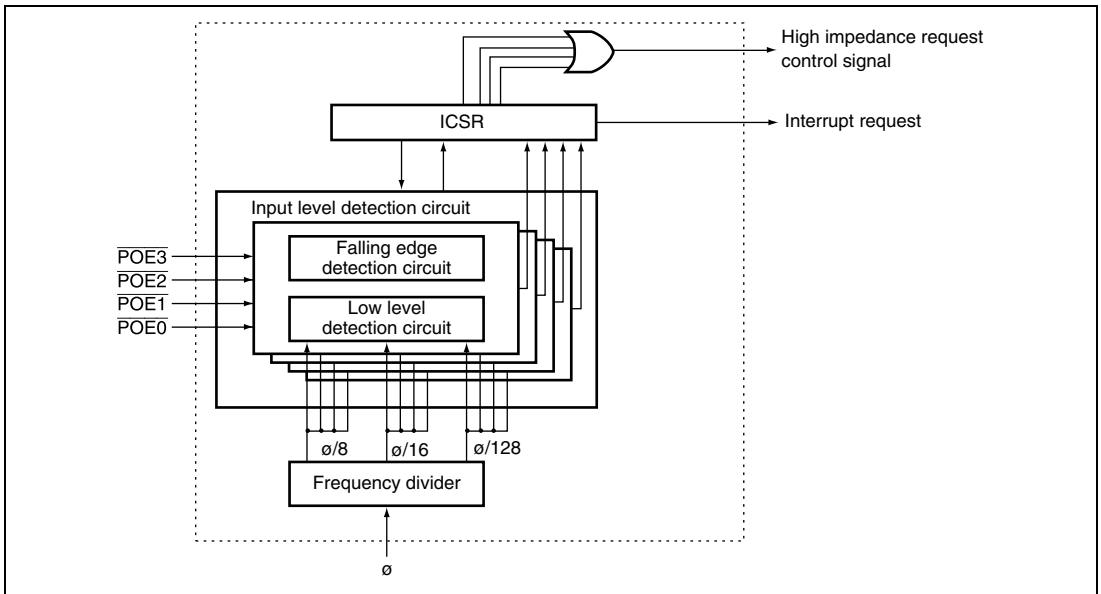 High impedance request
control signal
ICSR
Interrupt request
Input level detection circuit
Falling edge
detection circuit
Low level
detection circuit
POE3
POE2
POE1
POE0
ø/8
ø/16
ø/128
Frequency divider
ø